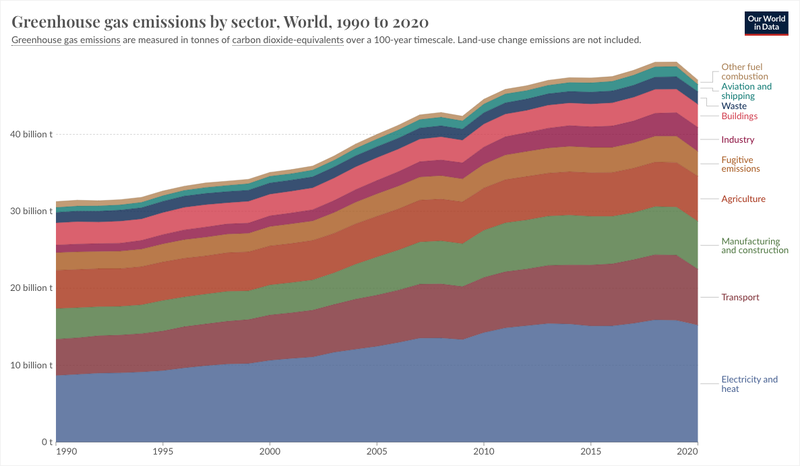 Greenhouse gas emissions by sector, World, 1990 to 2020
Greenhouse gas emissions are measured in tonnes of carbon dioxide-equivalents over a 100-year timescale. Land-use change emissions are not included.
Our World
in Data
Other fuel
combustion
Aviation and
shipping
Waste
Buildings
Industry
Fugitive
emissions
Agriculture
Manufacturing
and construction
Transport
Electricity and
heat
40 billion t
30 billion t
20 billion t
10 billion t
0 t
1990
1995
2000
2005
2010
2015
2020